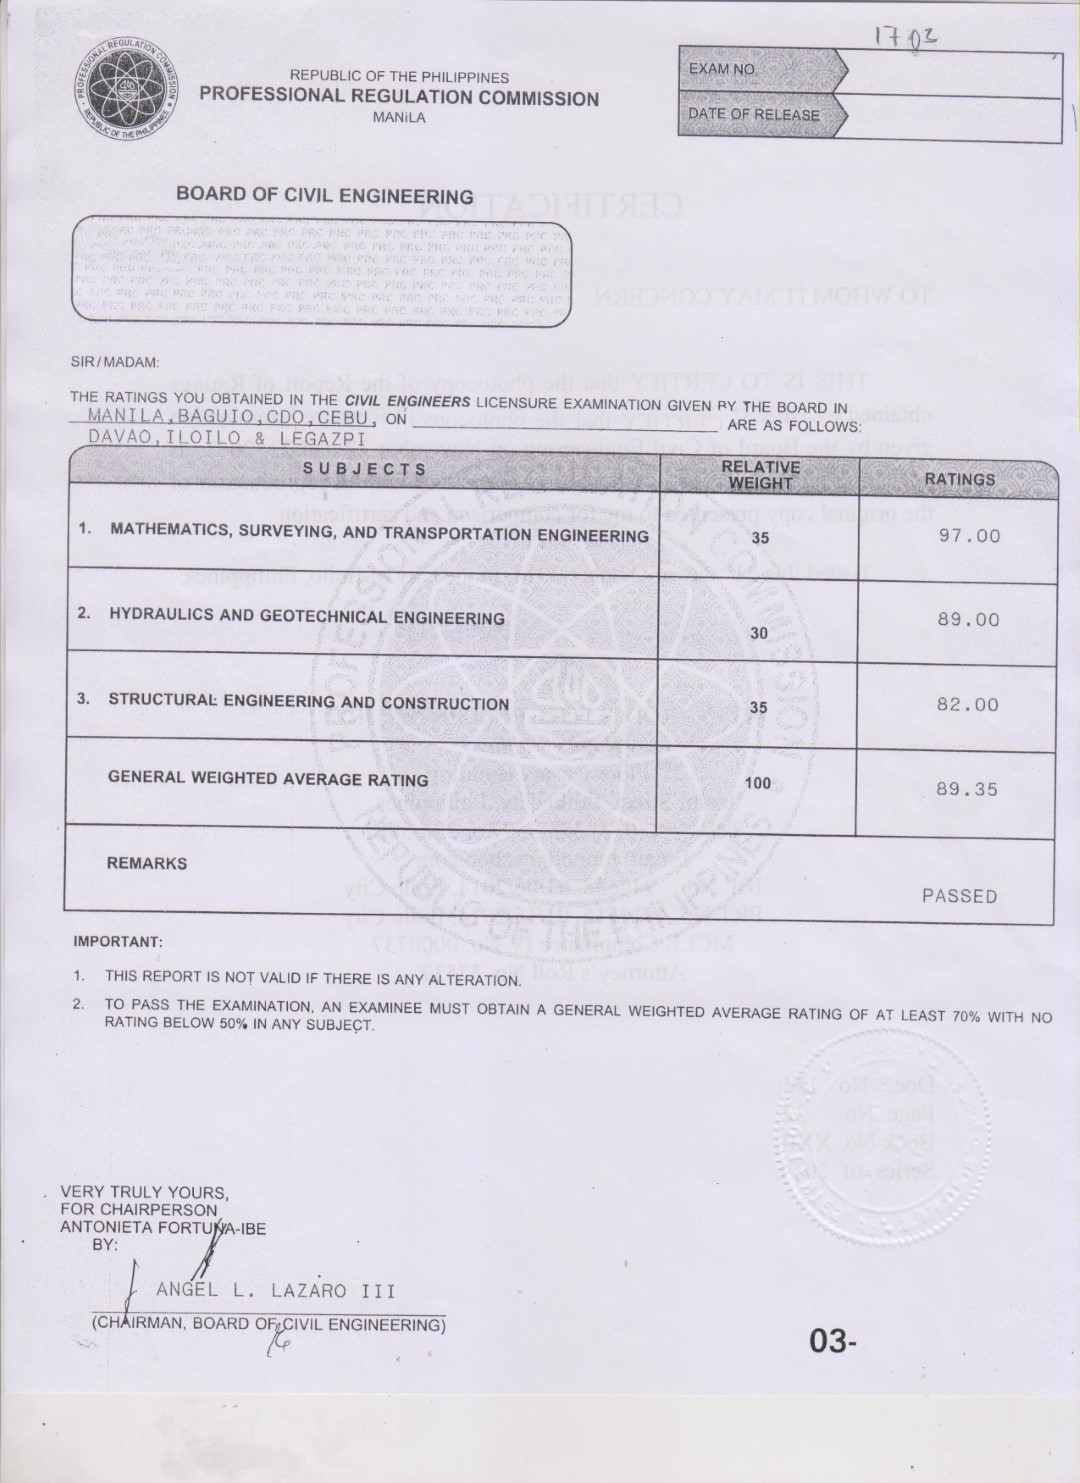 1703
PROFESSIONAL REGULATION COMMISSION
REPUBLIC OF THE PHILIPPINES
REPUBLIC OF THE PHILIPPINES
PROFESSIONAL REGULATION COMMISSION
MANiLA
EXAM NO.
DATE OF RELEASE
BOARD OF CIVIL ENGINEERING
SIR/MADAM:
THE RATINGS YOU OBTAINED IN THE CIVIL ENGINEERS LICENSURE EXAMINATION GIVEN BY THE BOARD IN
MANILA,BAGUIO,CDO,CEBU, ON ARE AS FOLLOWS:
DAVAO,ILOILO & LEGAZPI
SUBJECTS RELATIVE WEIGHT RATINGS
1. MATHEMATICS, SURVEYING, AND TRANSPORTATION ENGINEERING 35 97.00
2. HYDRAULICS AND GEOTECHNICAL ENGINEERING 30 89.00
3. STRUCTURAL ENGINEERING AND CONSTRUCTION 35 82.00
GENERAL WEIGHTED AVERAGE RATING 100 89.35
REMARKS
PASSED
IMPORTANT:
1. THIS REPORT IS NOT VALID IF THERE IS ANY ALTERATION.
2. TO PASS THE EXAMINATION, AN EXAMINEE MUST OBTAIN A GENERAL WEIGHTED AVERAGE RATING OF AT LEAST 70% WITH NO
RATING BELOW 50% IN ANY SUBJECT.
VERY TRULY YOURS,
FOR CHAIRPERSON
ANTONIETA FORTUNA-IBE
BY:
ANGEL L. LAZARO III
(CHAIRMAN, BOARD OF CIVIL ENGINEERING)
03-